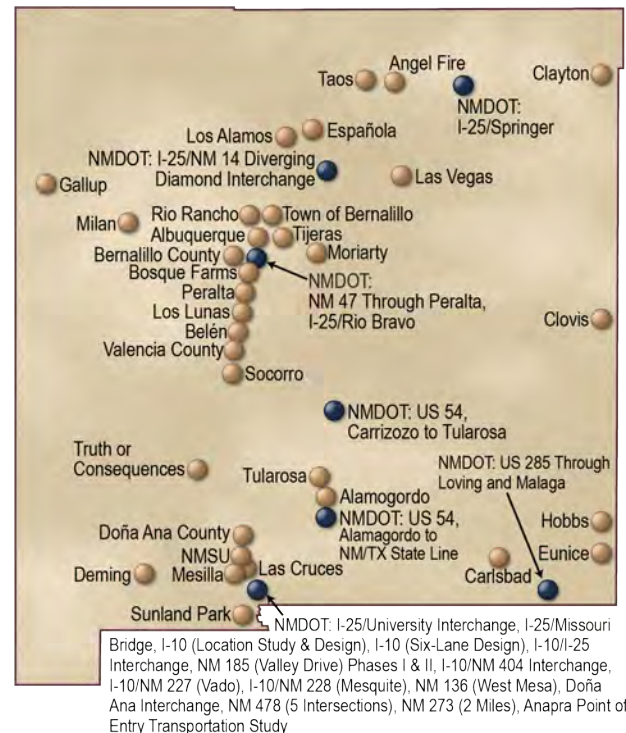 Angel Fire
Taos
Clayton
NMDOT:
I-25/Springer
Los Alamos
Española
NMDOT: I-25/NM 14 Diverging
Diamond Interchange
Gallup
Las Vegas
Rio Rancho
Town of Bernalillo
Milan
Albuquerque
Tijeras
Bernalillo County
Moriarty
Bosque Farms
NMDOT:
NM 47 Through Peralta,
I-25/Rio Bravo
Peralta
Los Lunas
Clovis
Belén
Valencia County
Socorro
NMDOT: US 54,
Carrizozo to Tularosa
Truth or
Consequences
NMDOT: US 285 Through
Loving and Malaga
Tularosa
Alamogordo
NMDOT: US 54,
Alamagordo to
NM/TX State Line
Hobbs
Doña Ana County
Eunice
NMSU
Las Cruces
Carlsbad
Deming
Mesilla
Sunland Park
NMDOT: I-25/University Interchange, I-25/Missouri
Bridge, I-10 (Location Study & Design), I-10 (Six-Lane Design), I-10/I-25
Interchange, NM 185 (Valley Drive) Phases I & II, I-10/NM 404 Interchange,
I-10/NM 227 (Vado), I-10/NM 228 (Mesquite), NM 136 (West Mesa), Doña
Ana Interchange, NM 478 (5 Intersections), NM 273 (2 Miles), Anapra Point of
Entry Transportation Study